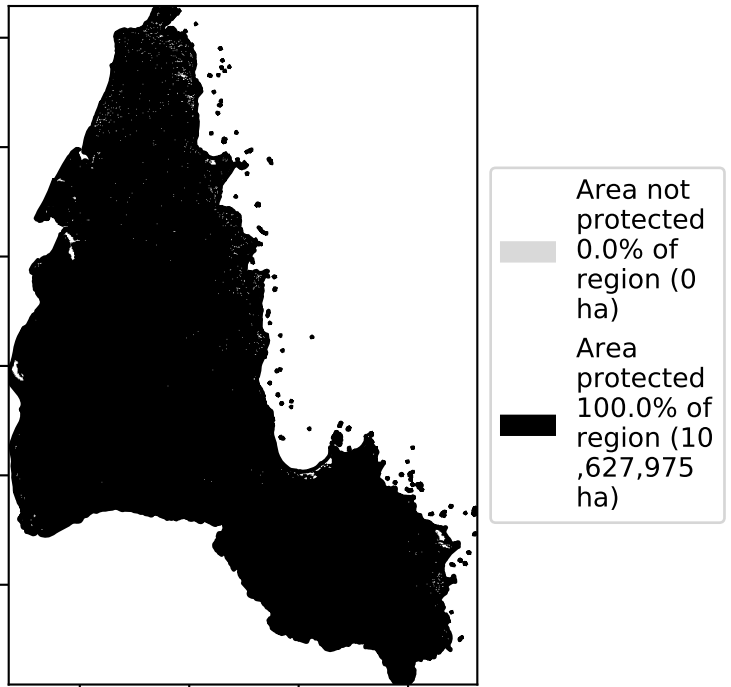 Area not
protected
0.0% of
region (0
ha)
Area
protected
100.0% of
region (10
,627,975
ha)